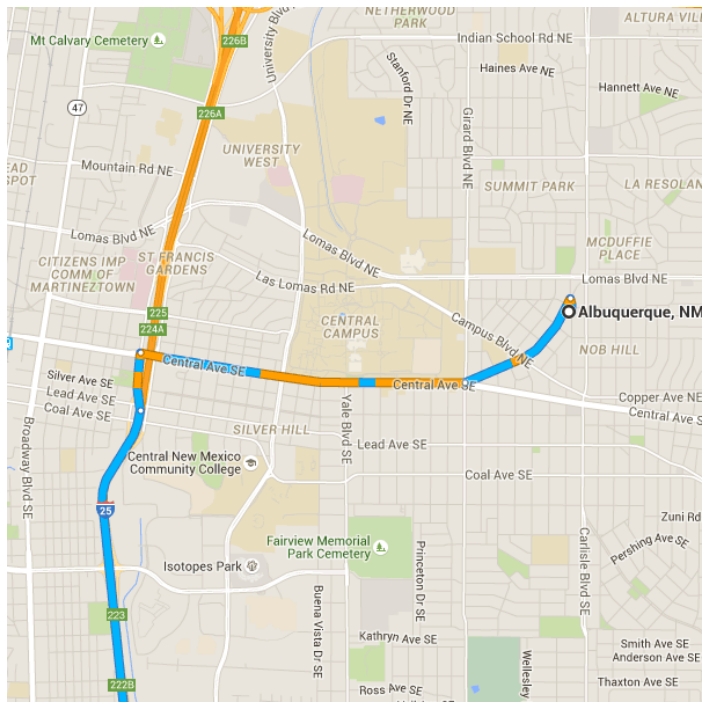 NETHERWOOD
PARK
ALTURA VIL
Mt Calvary Cemetery
226B
University Blvd
Indian School Rd NE
Haines Ave NE
Stanford Dr NE
Hannett Ave NE
47
226A
Girard Blvd NE
UNIVERSITY
WEST
EAD
SPOT
Mountain Rd NE
SUMMIT PARK
LA RESOLAN
Lomas Blvd NE
Lomas Blvd NE
MCDUFFIE
PLACE
CITIZENS IMP
COMM OF
MARTINEZTOWN
ST FRANCIS
GARDENS
Las Lomas Rd NE
Lomas Blvd NE
225
224A
CENTRAL
CAMPUS
Campus Blvd NE
Albuquerque, NM
NOB HILL
Central Ave SE
Silver Ave SE
Lead Ave SE
Coal Ave SE
Central Ave SE
Copper Ave NE
Central Ave S
Broadway Blvd SE
SILVER HILL
Yale Blvd SE
Lead Ave SE
Central New Mexico
Community College
Coal Ave SE
25
Zuni Rd
Fairview Memorial
Park Cemetery
Princeton Dr SE
Carlisle Blvd SE
Pershing Ave SE
Isotopes Park
Buena Vista Dr SE
223
Kathryn Ave SE
Smith Ave SE
Anderson Ave SE
Wellesley
222B
Ross Ave SE
Thaxton Ave SE